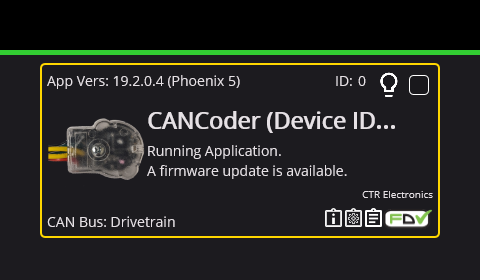 App Vers: 19.2.0.4 (Phoenix 5)
ID: 0
CANCoder (Device ID...
Running Application.
A firmware update is available.
CTR Electronics
CAN Bus: Drivetrain
FDV